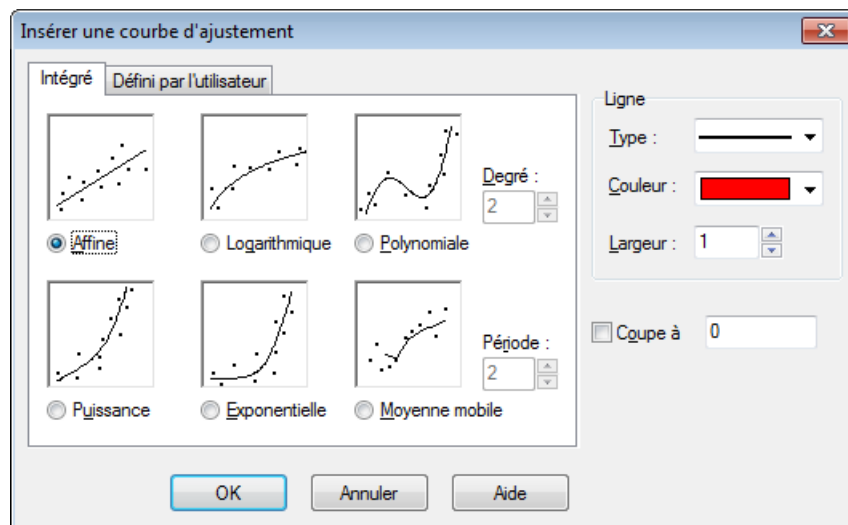 Insérer une courbe d'ajustement
Intégré
Défini par l'utilisateur
Affine
Logarithmique
Polynomiale
Degré :
2
Puissance
Exponentielle
Moyenne mobile
Période :
2
Ligne
Type :
Couleur :
Largeur :
1
Coupe à
0
OK
Annuler
Aide